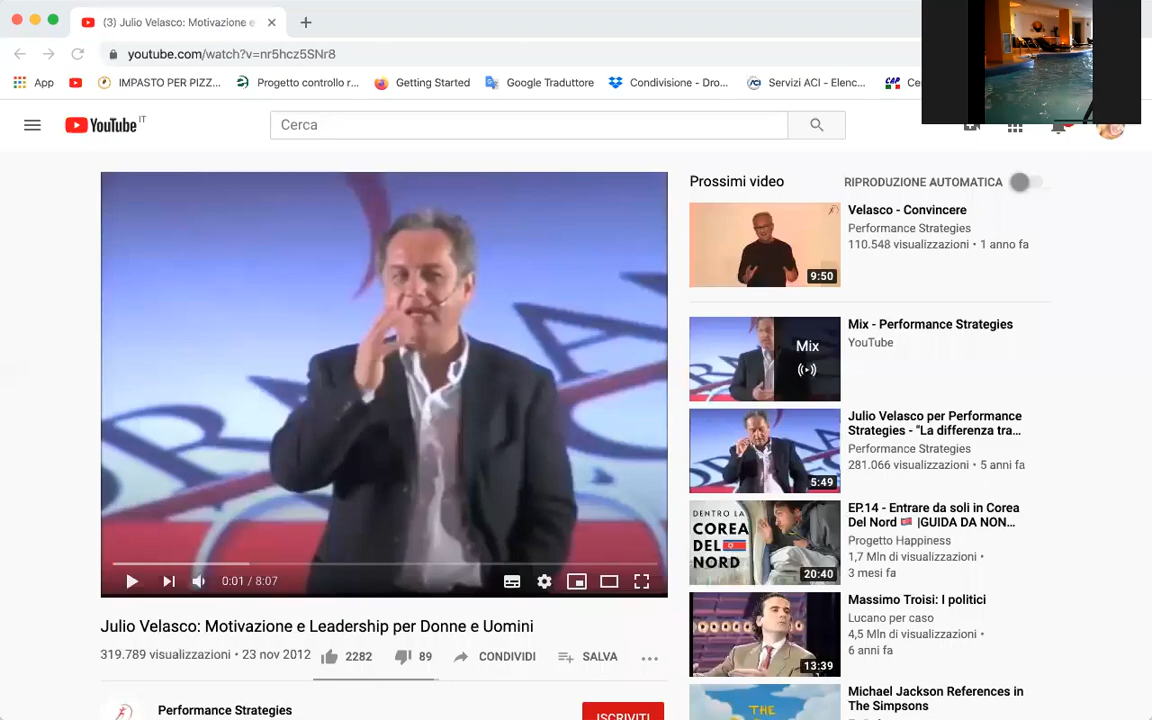 (3) Julio Velasco: Motivazione e
youtube.com/watch?v=nr5hcz5SNr8
App
IMPASTO PER PIZZ...
Progetto controllo r...
Getting Started
Google Traduttore
Condivisione - Dro...
Servizi ACI - Elenc...
YouTube IT
Cerca
0:01 / 8:07
Julio Velasco: Motivazione e Leadership per Donne e Uomini
319.789 visualizzazioni • 23 nov 2012
2282
89
CONDIVIDI
SALVA
Performance Strategies
ISCRIVITI
Prossimi video
RIPRODUZIONE AUTOMATICA
9:50
Velasco - Convincere
Performance Strategies
110.548 visualizzazioni • 1 anno fa
Mix
Mix - Performance Strategies
YouTube
5:49
Julio Velasco per Performance
Strategies - "La differenza tra...
Performance Strategies
281.066 visualizzazioni • 5 anni fa
DENTRO LA
COREA
DEL
NORD
20:40
EP.14 - Entrare da soli in Corea
Del Nord 🇰🇵 |GUIDA DA NON...
Progetto Happiness
1,7 Mln di visualizzazioni •
3 mesi fa
13:39
Massimo Troisi: I politici
Lucano per caso
4,5 Mln di visualizzazioni •
6 anni fa
THE
Michael Jackson References in
The Simpsons